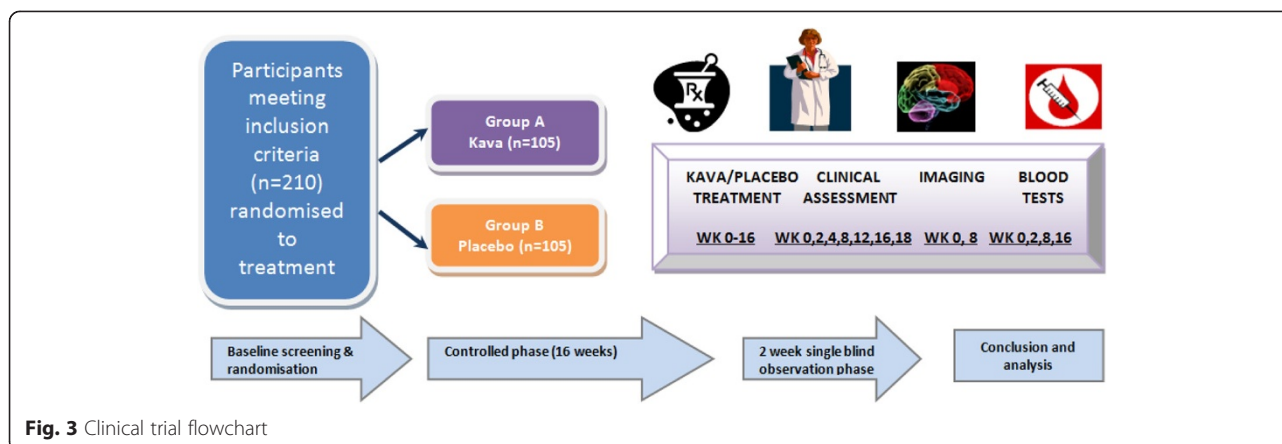 Participants
meeting
inclusion
criteria
(n=210)
randomised
to
treatment
Group A
Kava (n=105)
Group B
Placebo (n=105)
Rx
KAVA/PLACEBO
TREATMENT
WK 0-16
CLINICAL
ASSESSMENT
WK 0,2,4,8,12,16,18
IMAGING
WK 0, 8
BLOOD
TESTS
WK 0,2,8,16
Baseline screening &
randomisation
Controlled phase (16 weeks)
2 week single blind
observation phase
Conclusion and
analysis
Fig. 3 Clinical trial flowchart